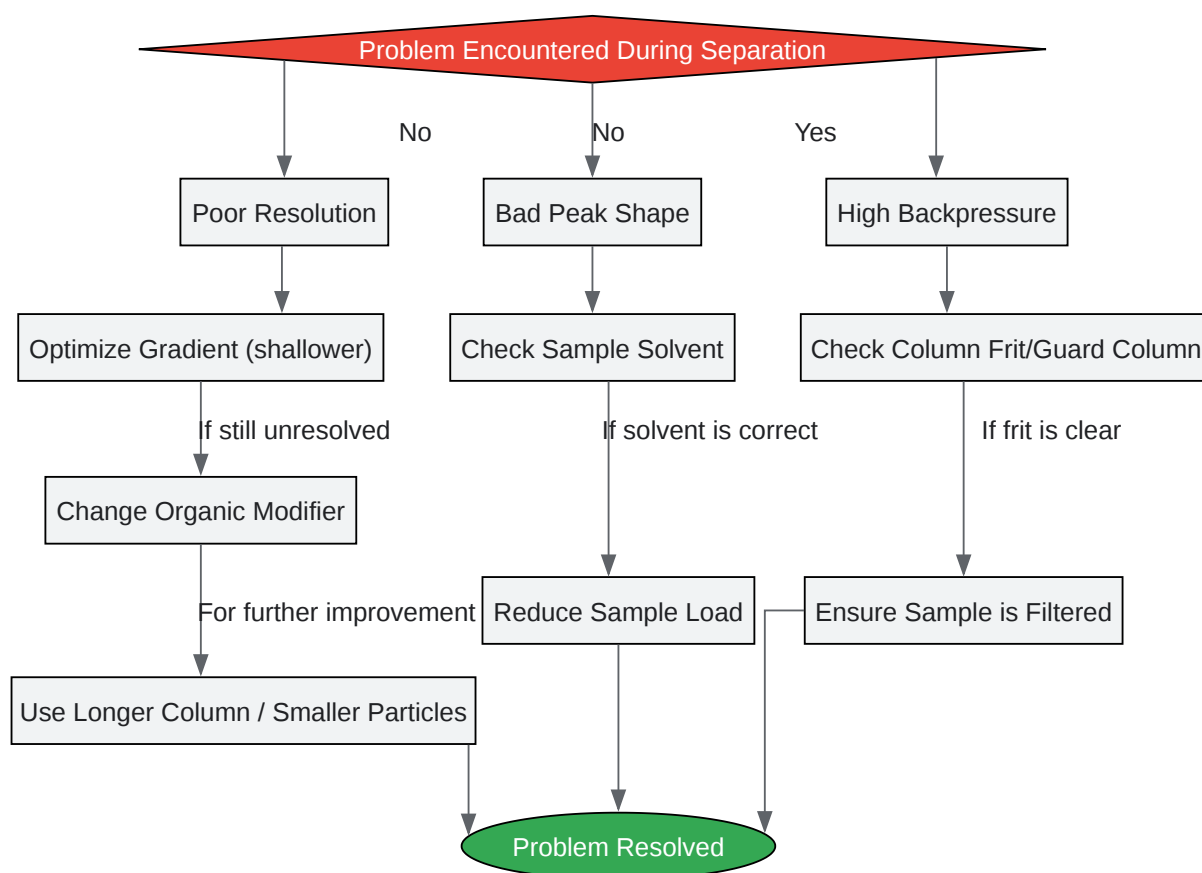 Problem Encountered During Separation
No
No
Yes
Poor Resolution
Bad Peak Shape
High Backpressure
Optimize Gradient (shallower)
Check Sample Solvent
Check Column Frit/Guard Column
If still unresolved
If solvent is correct
If frit is clear
Change Organic Modifier
For further improvement
Reduce Sample Load
Ensure Sample is Filtered
Use Longer Column / Smaller Particles
Problem Resolved